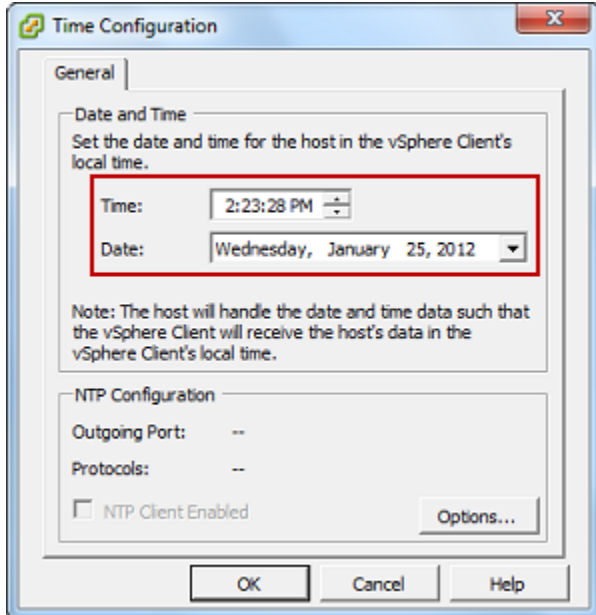 Time Configuration
General
Date and Time
Set the date and time for the host in the vSphere Client's
local time.
Time: 2:23:28 PM
Date: Wednesday, January 25, 2012
Note: The host will handle the date and time data such that
the vSphere Client will receive the host's data in the
vSphere Client's local time.
NTP Configuration
Outgoing Port: --
Protocols: --
NTP Client Enabled
Options...
OK Cancel Help